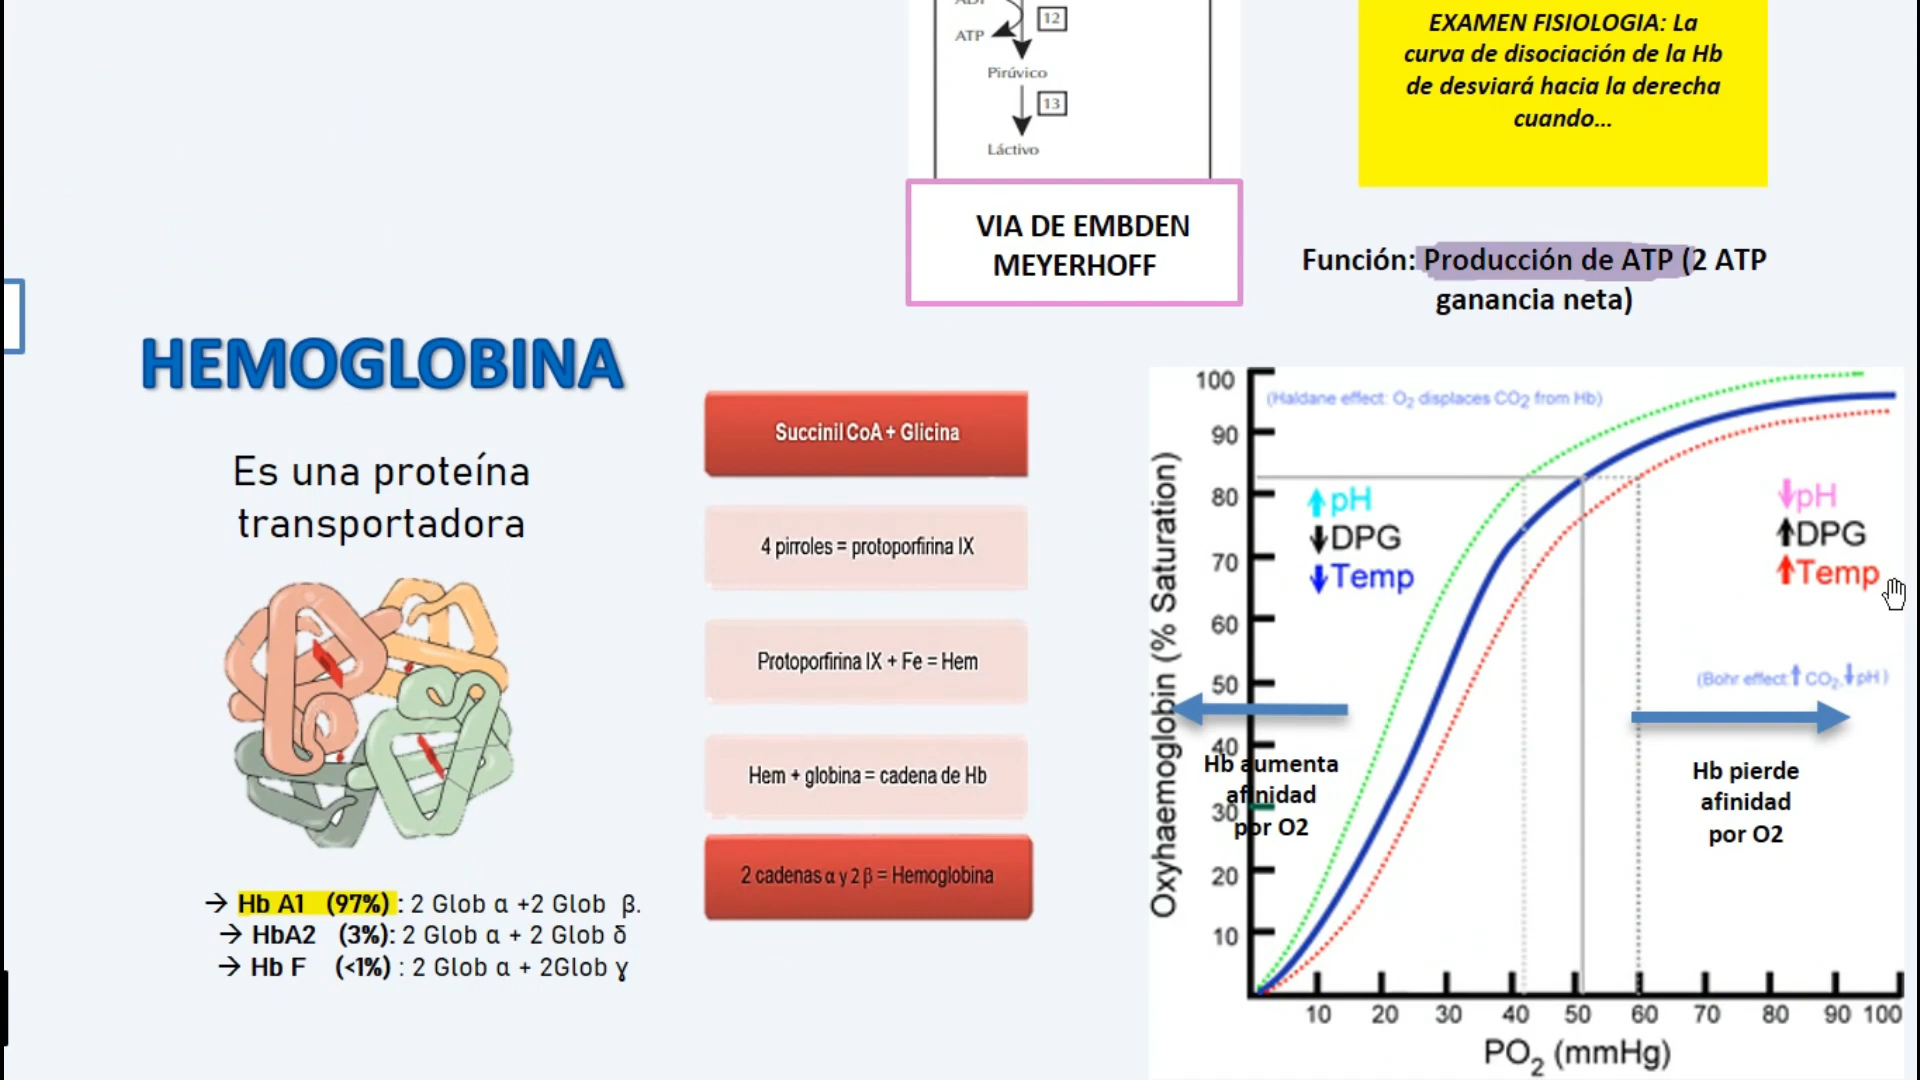 ADP
12
ATP
Pirúvico
13
Láctivo
VIA DE EMBDEN
MEYERHOFF
EXAMEN FISIOLOGIA: La
curva de disociación de la Hb
de desviará hacia la derecha
cuando...
Función: Producción de ATP (2 ATP
ganancia neta)
HEMOGLOBINA
Es una proteína
transportadora
→ Hb A1 (97%) : 2 Glob α +2 Glob β.
→ HbA2 (3%): 2 Glob α + 2 Glob δ
→ Hb F (<1%) : 2 Glob α + 2Glob ɣ
Succinil CoA + Glicina
4 pirroles = protoporfirina IX
Protoporfirina IX + Fe = Hem
Hem + globina = cadena de Hb
2 cadenas α y 2 β = Hemoglobina
(Haldane effect: O2 displaces CO2 from Hb)
Oxyhaemoglobin (% Saturation)
100
90
80
70
60
50
40
30
20
10
↑pH
↓DPG
↓Temp
↓pH
↑DPG
↑Temp
(Bohr effect↑ CO2,↓pH)
Hb aumenta
afinidad
por O2
Hb pierde
afinidad
por O2
10 20 30 40 50 60 70 80 90 100
PO2 (mmHg)